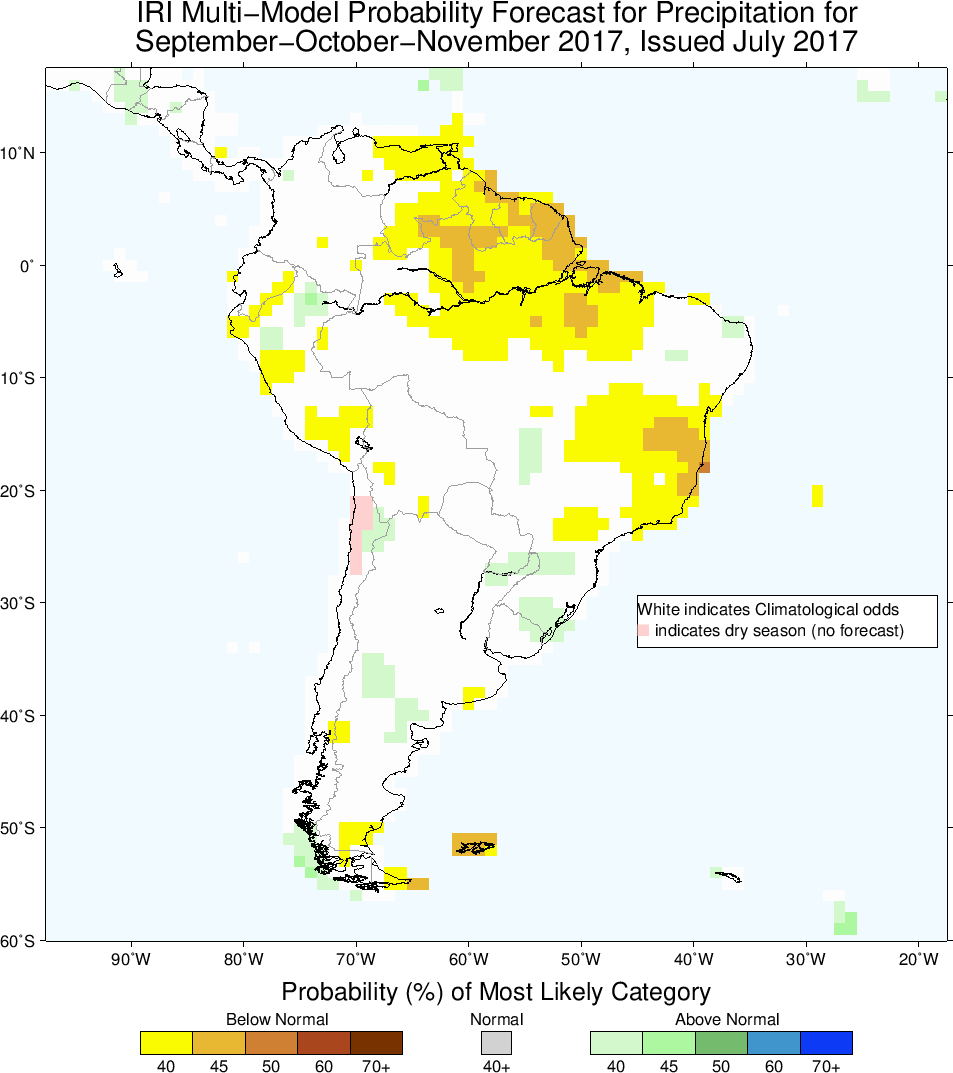 IRI Multi−Model Probability Forecast for Precipitation for
September−October−November 2017, Issued July 2017
10˚N
0˚
10˚S
20˚S
30˚S
40˚S
50˚S
60˚S
White indicates Climatological odds
indicates dry season (no forecast)
90˚W 80˚W 70˚W 60˚W 50˚W 40˚W 30˚W 20˚W
Probability (%) of Most Likely Category
Below Normal Normal Above Normal
40 45 50 60 70+ 40+ 40 45 50 60 70+